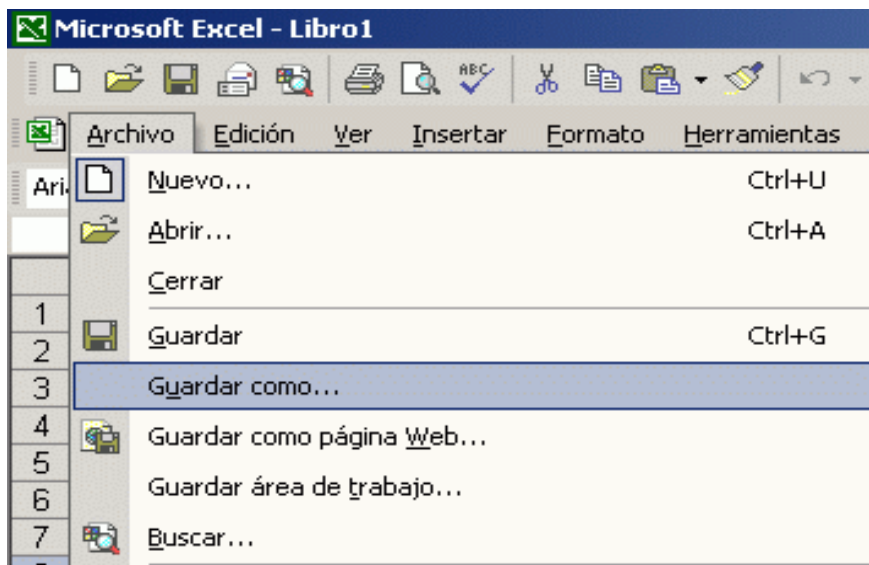 Microsoft Excel - Libro1
ABC
Archivo Edición Ver Insertar Formato Herramientas
Nuevo... Ctrl+U
Abrir... Ctrl+A
Cerrar
1
Guardar Ctrl+G
2
3 Guardar como...
4 Guardar como página Web...
5
Guardar área de trabajo...
6
7 Buscar...